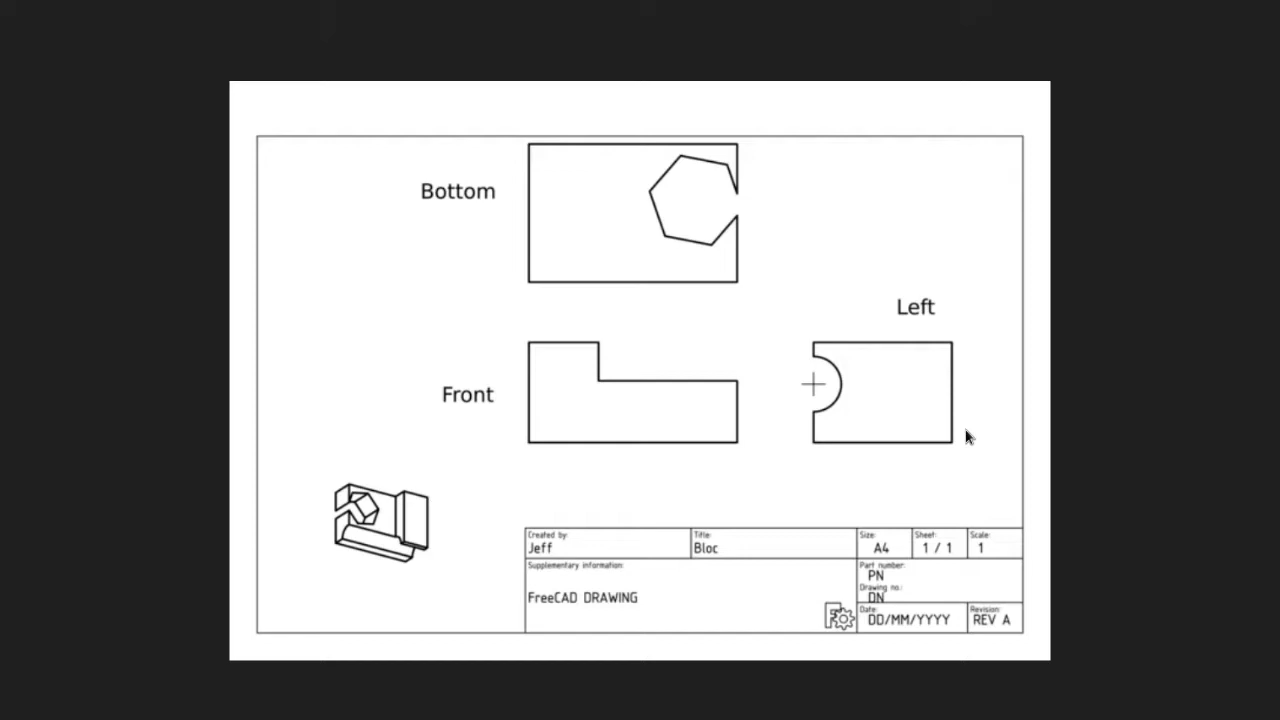 Bottom
Left
Front
Created by:
Jeff
Title:
Bloc
Size:
A4
Sheet:
1 / 1
Scale:
1
Supplementary information:
FreeCAD DRAWING
Part number:
PN
Drawing no.:
DN
Date:
DD/MM/YYYY
Revision:
REV A